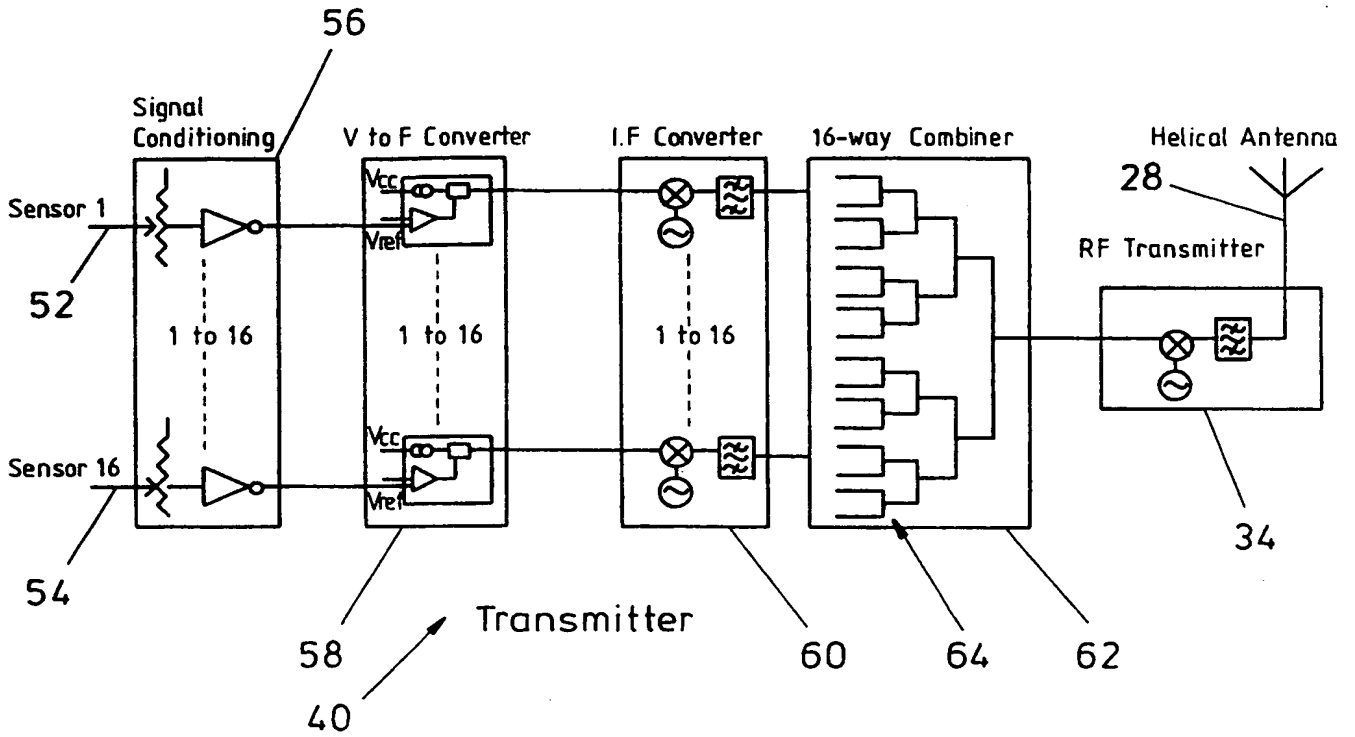 56
Signal
Conditioning
V to F Converter
I.F Converter
16-way Combiner
Helical Antenna
28
RF Transmitter
Sensor 1
52
Vcc
Vref
1 to 16
1 to 16
1 to 16
Sensor 16
54
Vcc
Vref
34
58
40
Transmitter
60
64
62